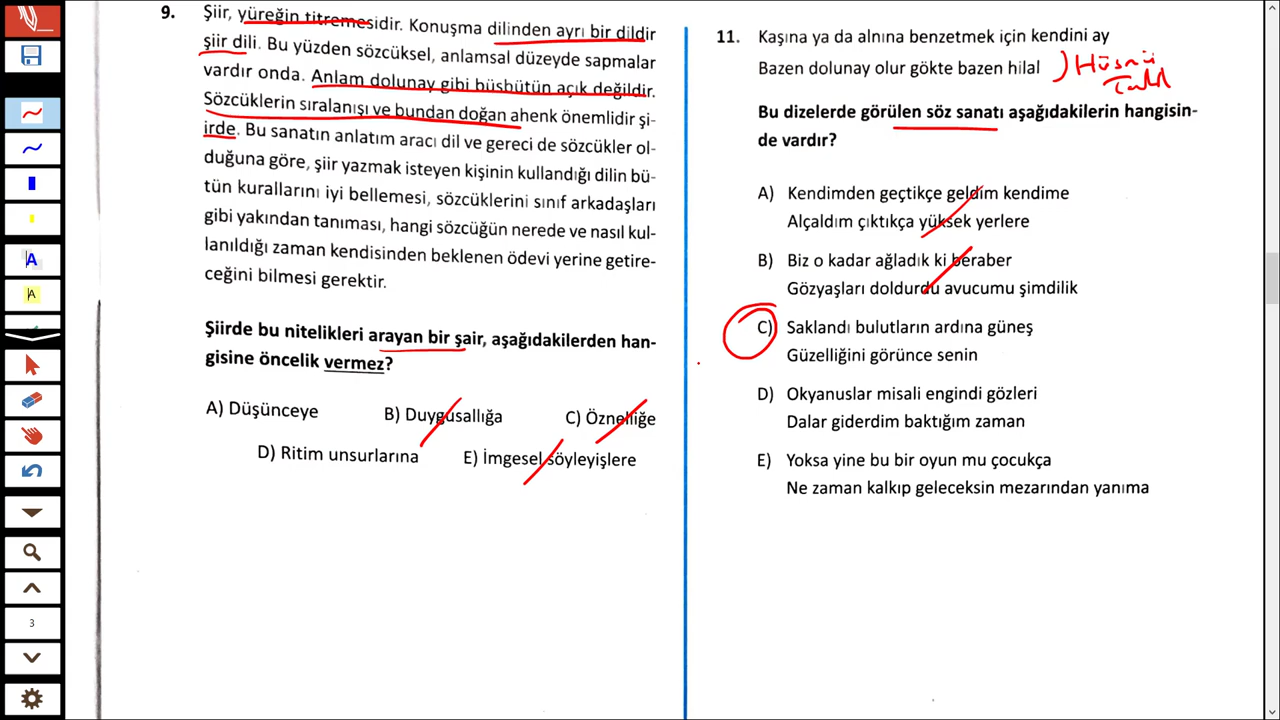 9. Şiir, yüreğin titremesidir. Konuşma dilinden ayrı bir dildir
şiir dili. Bu yüzden sözcüksel, anlamsal düzeyde sapmalar
vardır onda. Anlam dolunay gibi büsbütün açık değildir.
Sözcüklerin sıralanışı ve bundan doğan ahenk önemlidir şi-
irde. Bu sanatın anlatım aracı dil ve gereci de sözcükler ol-
duğuna göre, şiir yazmak isteyen kişinin kullandığı dilin bü-
tün kurallarını iyi bellemesi, sözcüklerini sınıf arkadaşları
gibi yakından tanıması, hangi sözcüğün nerede ve nasıl kul-
lanıldığı zaman kendisinden beklenen ödevi yerine getire-
ceğini bilmesi gerektir.
Şiirde bu nitelikleri arayan bir şair, aşağıdakilerden han-
gisine öncelik vermez?
A) Düşünceye B) Duygusallığa C) Öznelliğe
D) Ritim unsurlarına E) İmgesel söyleyişlere
11. Kaşına ya da alnına benzetmek için kendini ay
Bazen dolunay olur gökte bazen hilal
Hüsnü
Talil
Bu dizelerde görülen söz sanatı aşağıdakilerin hangisin-
de vardır?
A) Kendimden geçtikçe geldim kendime
Alçaldım çıktıkça yüksek yerlere
B) Biz o kadar ağladık ki beraber
Gözyaşları doldurdu avucumu şimdilik
C) Saklandı bulutların ardına güneş
Güzelliğini görünce senin
D) Okyanuslar misali engindi gözleri
Dalar giderdim baktığım zaman
E) Yoksa yine bu bir oyun mu çocukça
Ne zaman kalkıp geleceksin mezarından yanıma
A
A
3